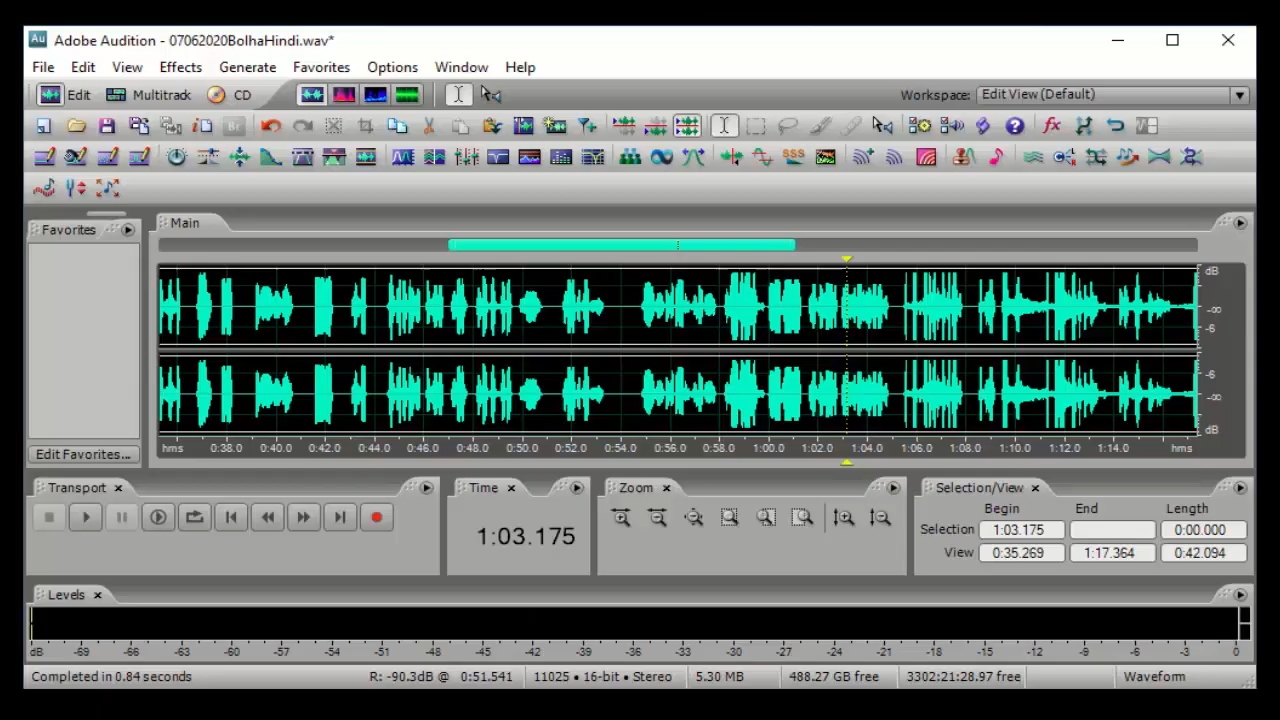 Au Adobe Audition - 07062020BolhaHindi.wav*
File Edit View Effects Generate Favorites Options Window Help
Edit Multitrack CD Workspace: Edit View (Default)
Favorites Main
dB
-∞
-6
-6
-∞
dB
hms 0:38.0 0:40.0 0:42.0 0:44.0 0:46.0 0:48.0 0:50.0 0:52.0 0:54.0 0:56.0 0:58.0 1:00.0 1:02.0 1:04.0 1:06.0 1:08.0 1:10.0 1:12.0 1:14.0 hms
Edit Favorites...
Transport Time Zoom Selection/View
Begin End Length
Selection 1:03.175 0:00.000
1:03.175
View 0:35.269 1:17.364 0:42.094
Levels
dB -69 -66 -63 -60 -57 -54 -51 -48 -45 -42 -39 -36 -33 -30 -27 -24 -21 -18 -15 -12 -9 -6 -3 0
Completed in 0.84 seconds R: -90.3dB @ 0:51.541 11025 • 16-bit • Stereo 5.30 MB 488.27 GB free 3302:21:28.97 free Waveform